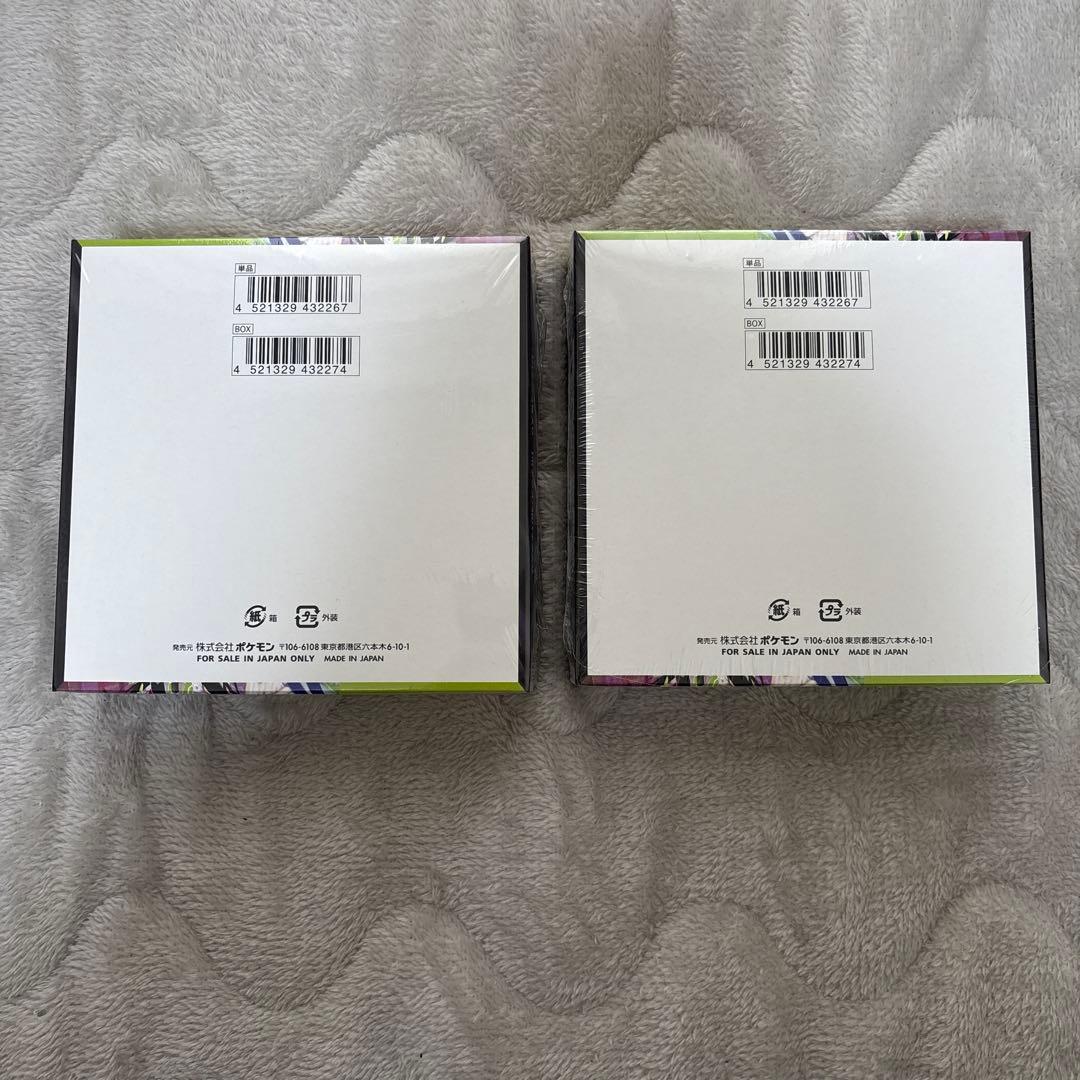 単品
4 521329 432267
BOX
4 521329 432274
紙 箱 プラ 外装
発売元 株式会社 ポケモン 〒106-6108 東京都港区六本木6-10-1
FOR SALE IN JAPAN ONLY MADE IN JAPAN
単品
4 521329 432267
BOX
4 521329 432274
紙 箱 プラ 外装
発売元 株式会社 ポケモン 〒106-6108 東京都港区六本木6-10-1
FOR SALE IN JAPAN ONLY MADE IN JAPAN